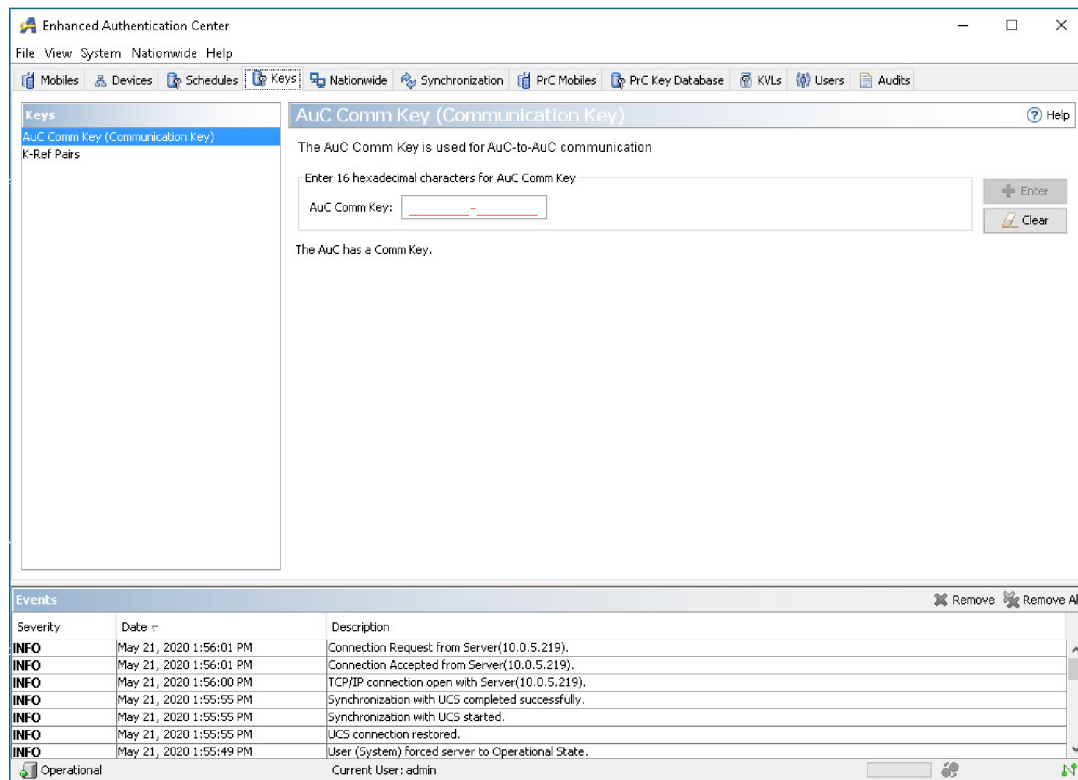 Enhanced Authentication Center
File View System Nationwide Help
Mobiles Devices Schedules Keys Nationwide Synchronization PrC Mobiles PrC Key Database KVLs Users Audits
Keys
AuC Comm Key (Communication Key)
K-Ref Pairs
AuC Comm Key (Communication Key)
Help
The AuC Comm Key is used for AuC-to-AuC communication
Enter 16 hexadecimal characters for AuC Comm Key
AuC Comm Key: ________-________
Enter
Clear
The AuC has a Comm Key.
Events
Remove Remove Al
Severity Date Description
INFO May 21, 2020 1:56:01 PM Connection Request from Server(10.0.5.219).
INFO May 21, 2020 1:56:01 PM Connection Accepted from Server(10.0.5.219).
INFO May 21, 2020 1:56:00 PM TCP/IP connection open with Server(10.0.5.219).
INFO May 21, 2020 1:55:55 PM Synchronization with UCS completed successfully.
INFO May 21, 2020 1:55:55 PM Synchronization with UCS started.
INFO May 21, 2020 1:55:55 PM UCS connection restored.
INFO May 21, 2020 1:55:49 PM User (System) forced server to Operational State.
Operational Current User: admin